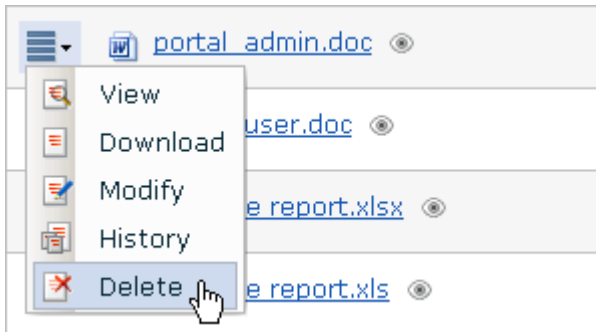 portal_admin.doc
View
user.doc
Download
Modify
e report.xlsx
History
Delete
e report.xls